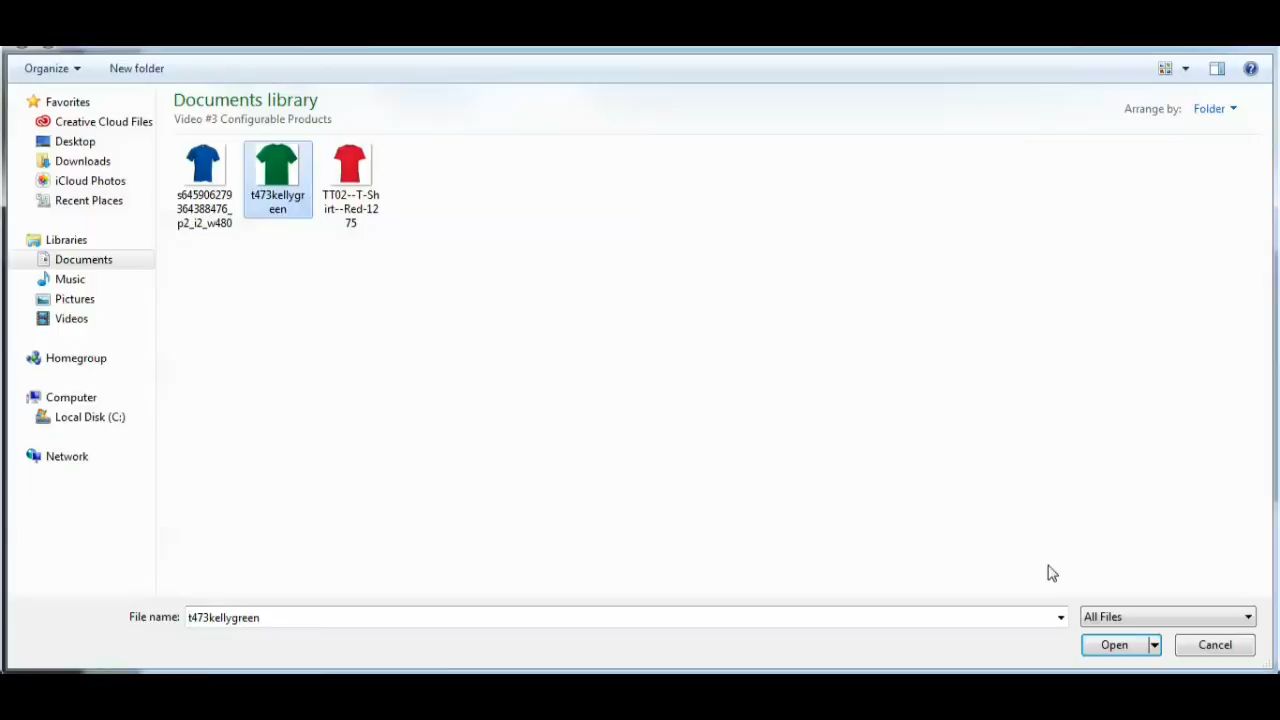 Organize
New folder
Documents library
Video #3 Configurable Products
Arrange by:
Folder
Favorites
Creative Cloud Files
Desktop
Downloads
iCloud Photos
Recent Places
Libraries
Documents
Music
Pictures
Videos
Homegroup
Computer
Local Disk (C:)
Network
s645906279
364388476_
p2_i2_w480
t473kellygr
een
TT02--T-Sh
irt--Red-12
75
File name:
t473kellygreen
All Files
Open
Cancel